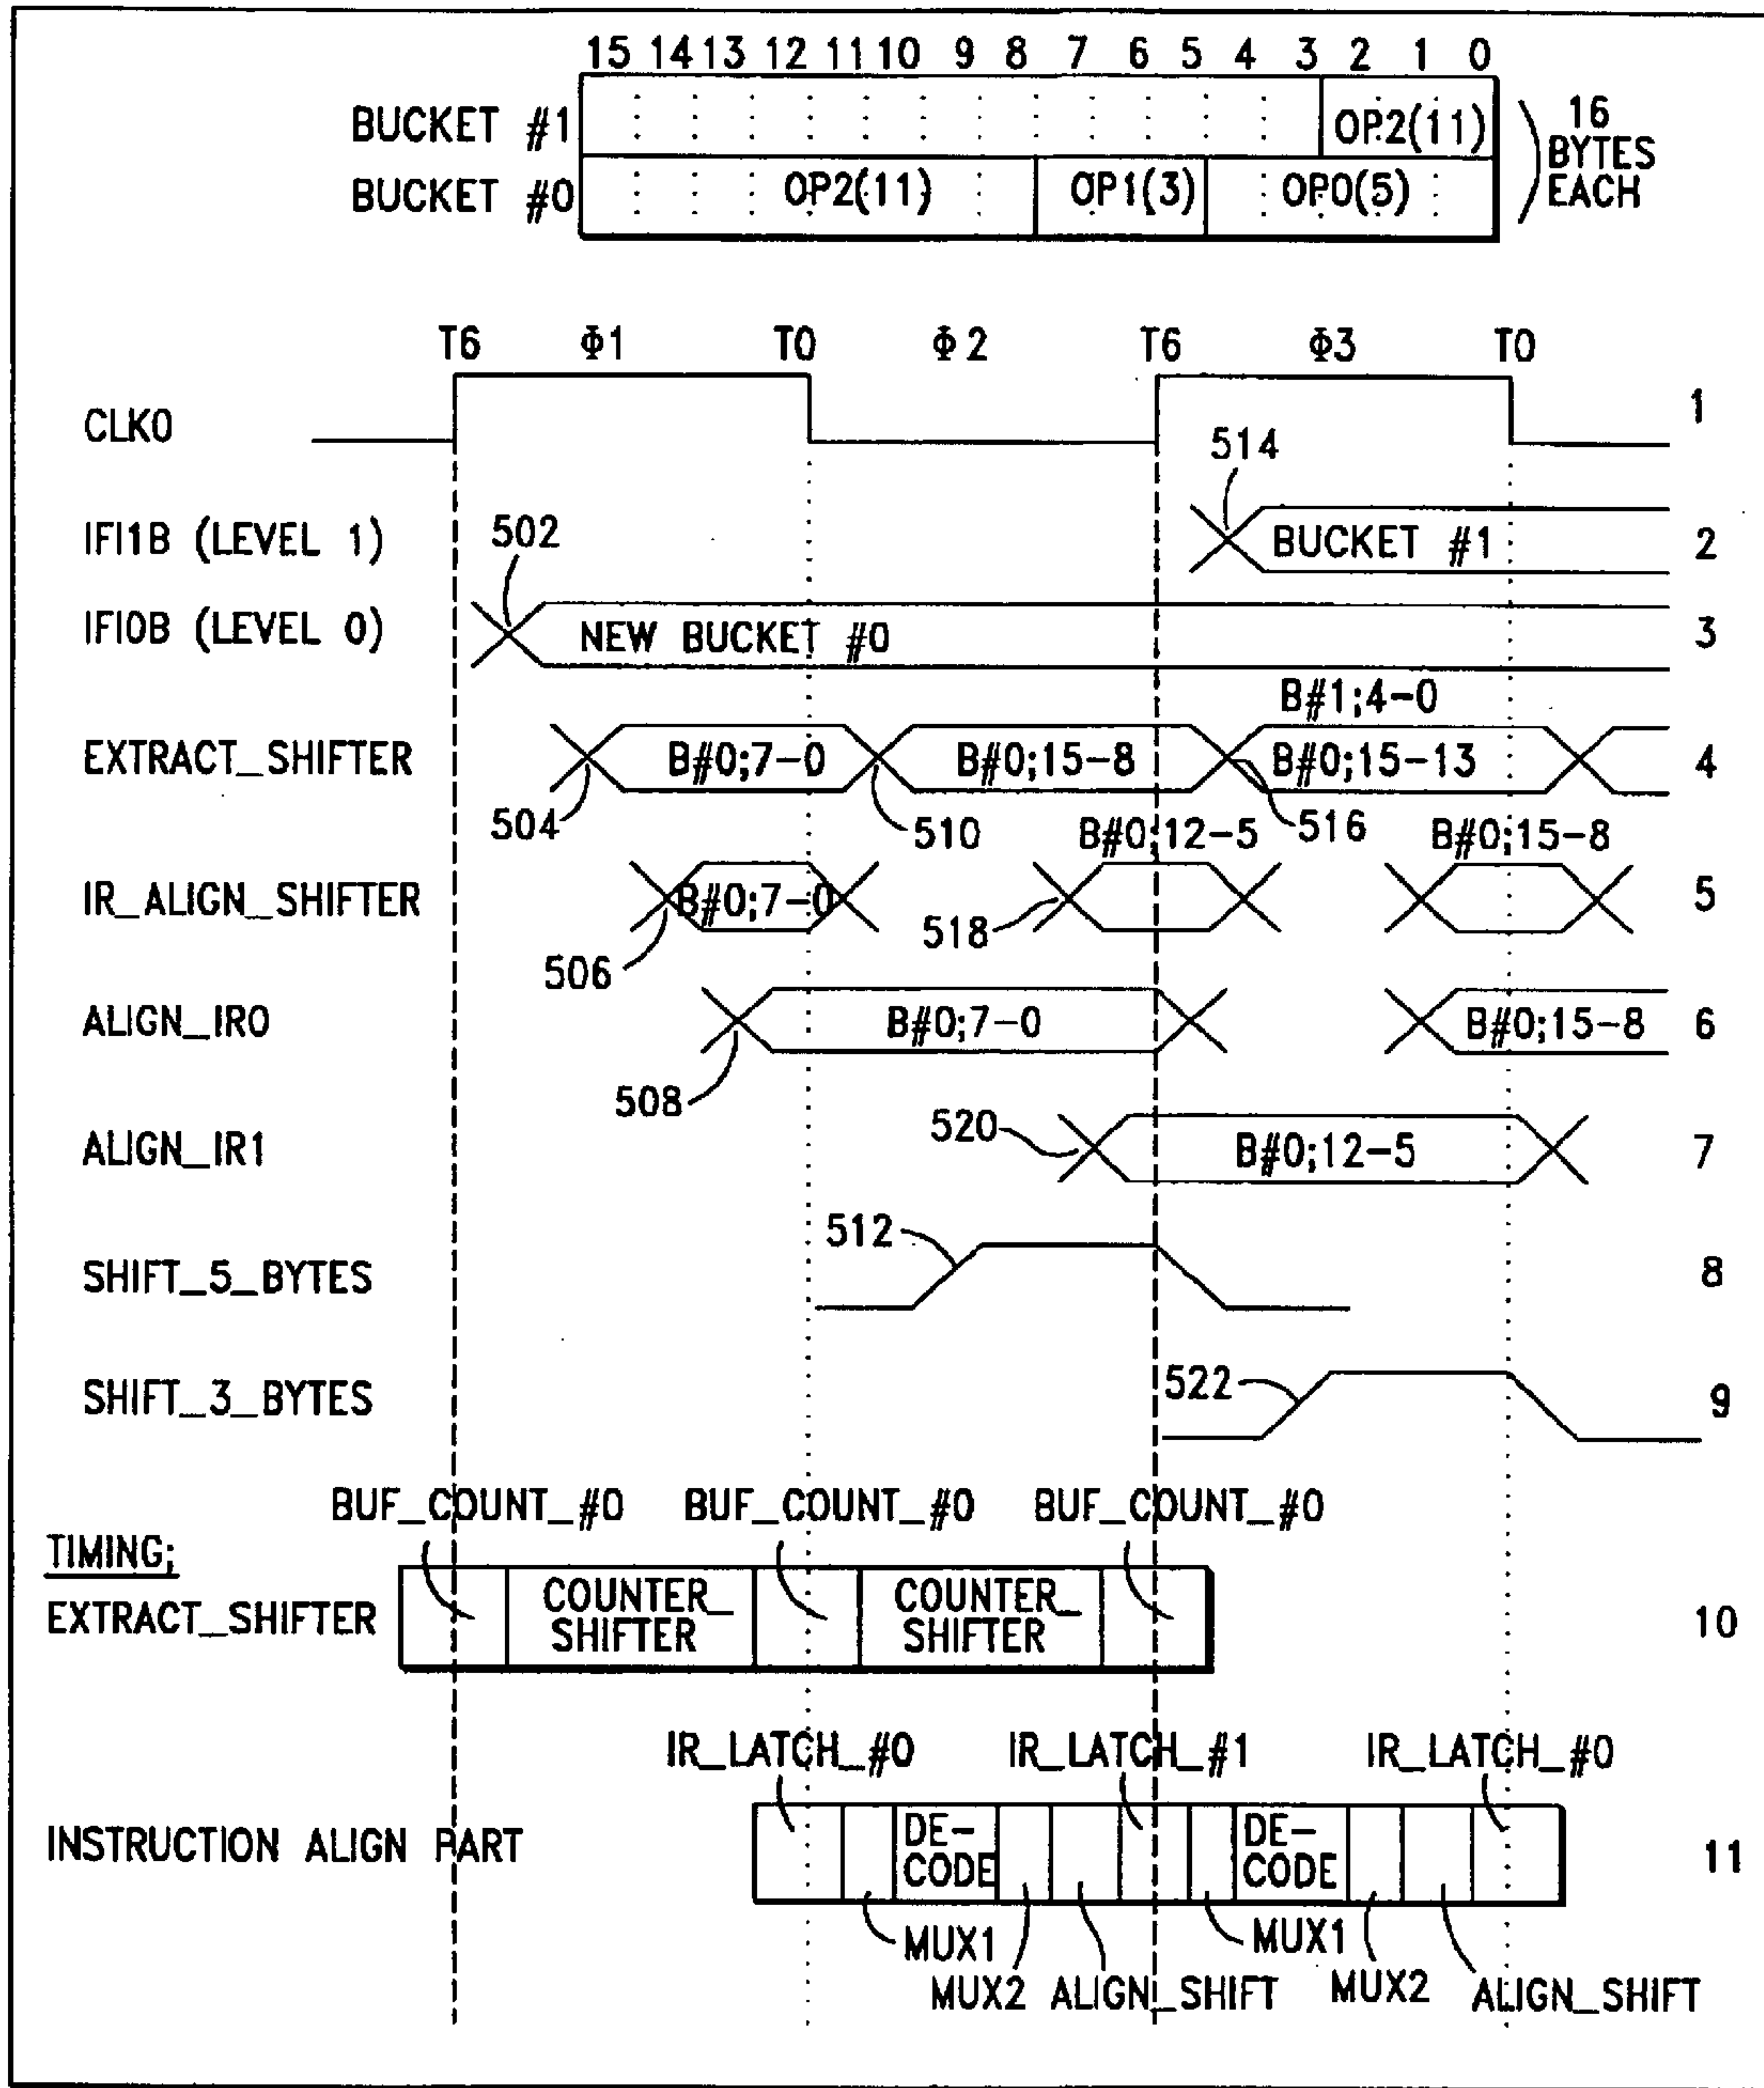 15 14 13 12 11 10 9 8 7 6 5 4 3 2 1 0
BUCKET #1 OP2(11)
BUCKET #0 OP2(11) OP1(3) OP0(5)
16
BYTES
EACH
T6 Φ1 T0 Φ2 T6 Φ3 T0
CLK0 1
514
IFI1B (LEVEL 1) 502 BUCKET #1 2
IFI0B (LEVEL 0) NEW BUCKET #0 3
B#1;4-0
EXTRACT_SHIFTER B#0;7-0 B#0;15-8 B#0;15-13 4
504 510 B#0;12-5 516 B#0;15-8
IR_ALIGN_SHIFTER B#0;7-0 5
518
506
ALIGN_IR0 B#0;7-0 B#0;15-8 6
508
520
ALIGN_IR1 B#0;12-5 7
512
SHIFT_5_BYTES 8
522
SHIFT_3_BYTES 9
BUF_COUNT_#0 BUF_COUNT_#0 BUF_COUNT_#0
TIMING;
EXTRACT_SHIFTER COUNTER_ SHIFTER COUNTER_ SHIFTER 10
IR_LATCH_#0 IR_LATCH_#1 IR_LATCH_#0
INSTRUCTION ALIGN PART DE- CODE DE- CODE 11
MUX1 MUX1
MUX2 ALIGN_SHIFT MUX2 ALIGN_SHIFT